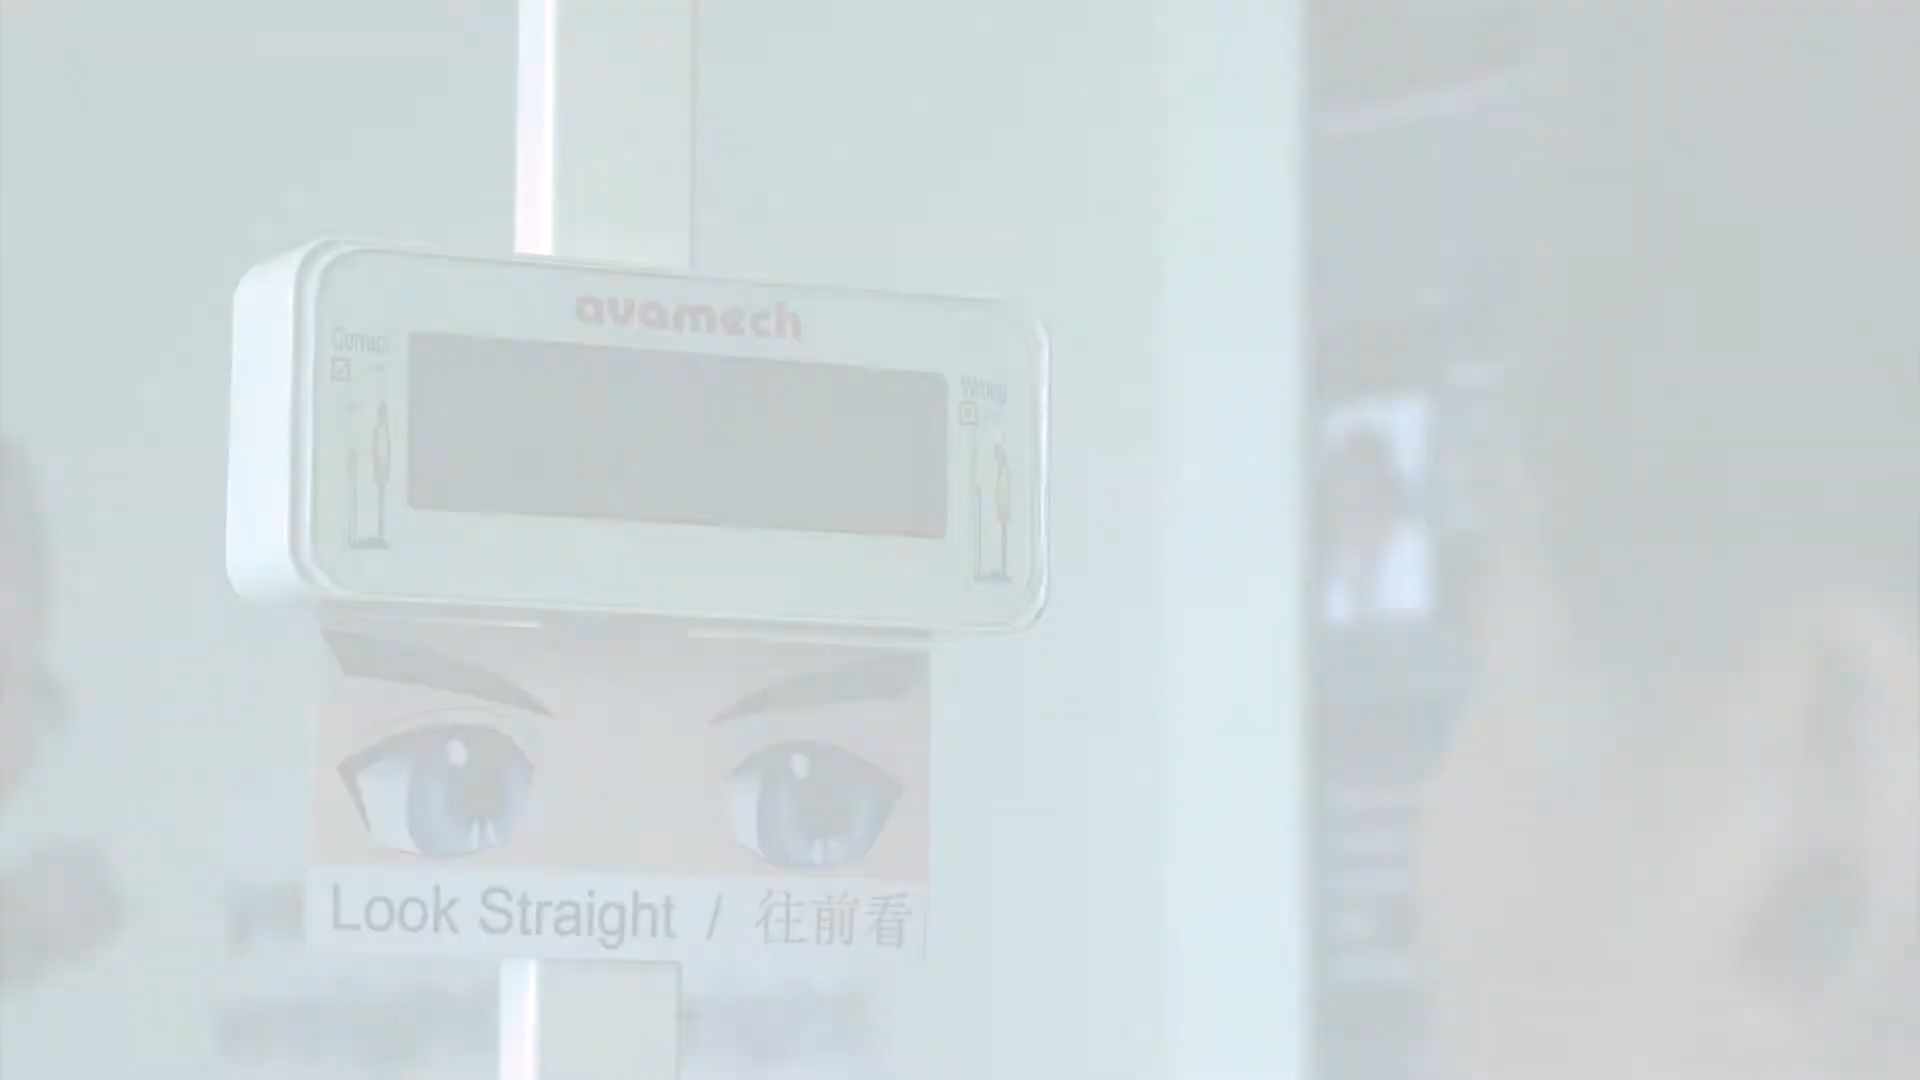 avamech
Correct
Wrong
Look Straight / 往前看